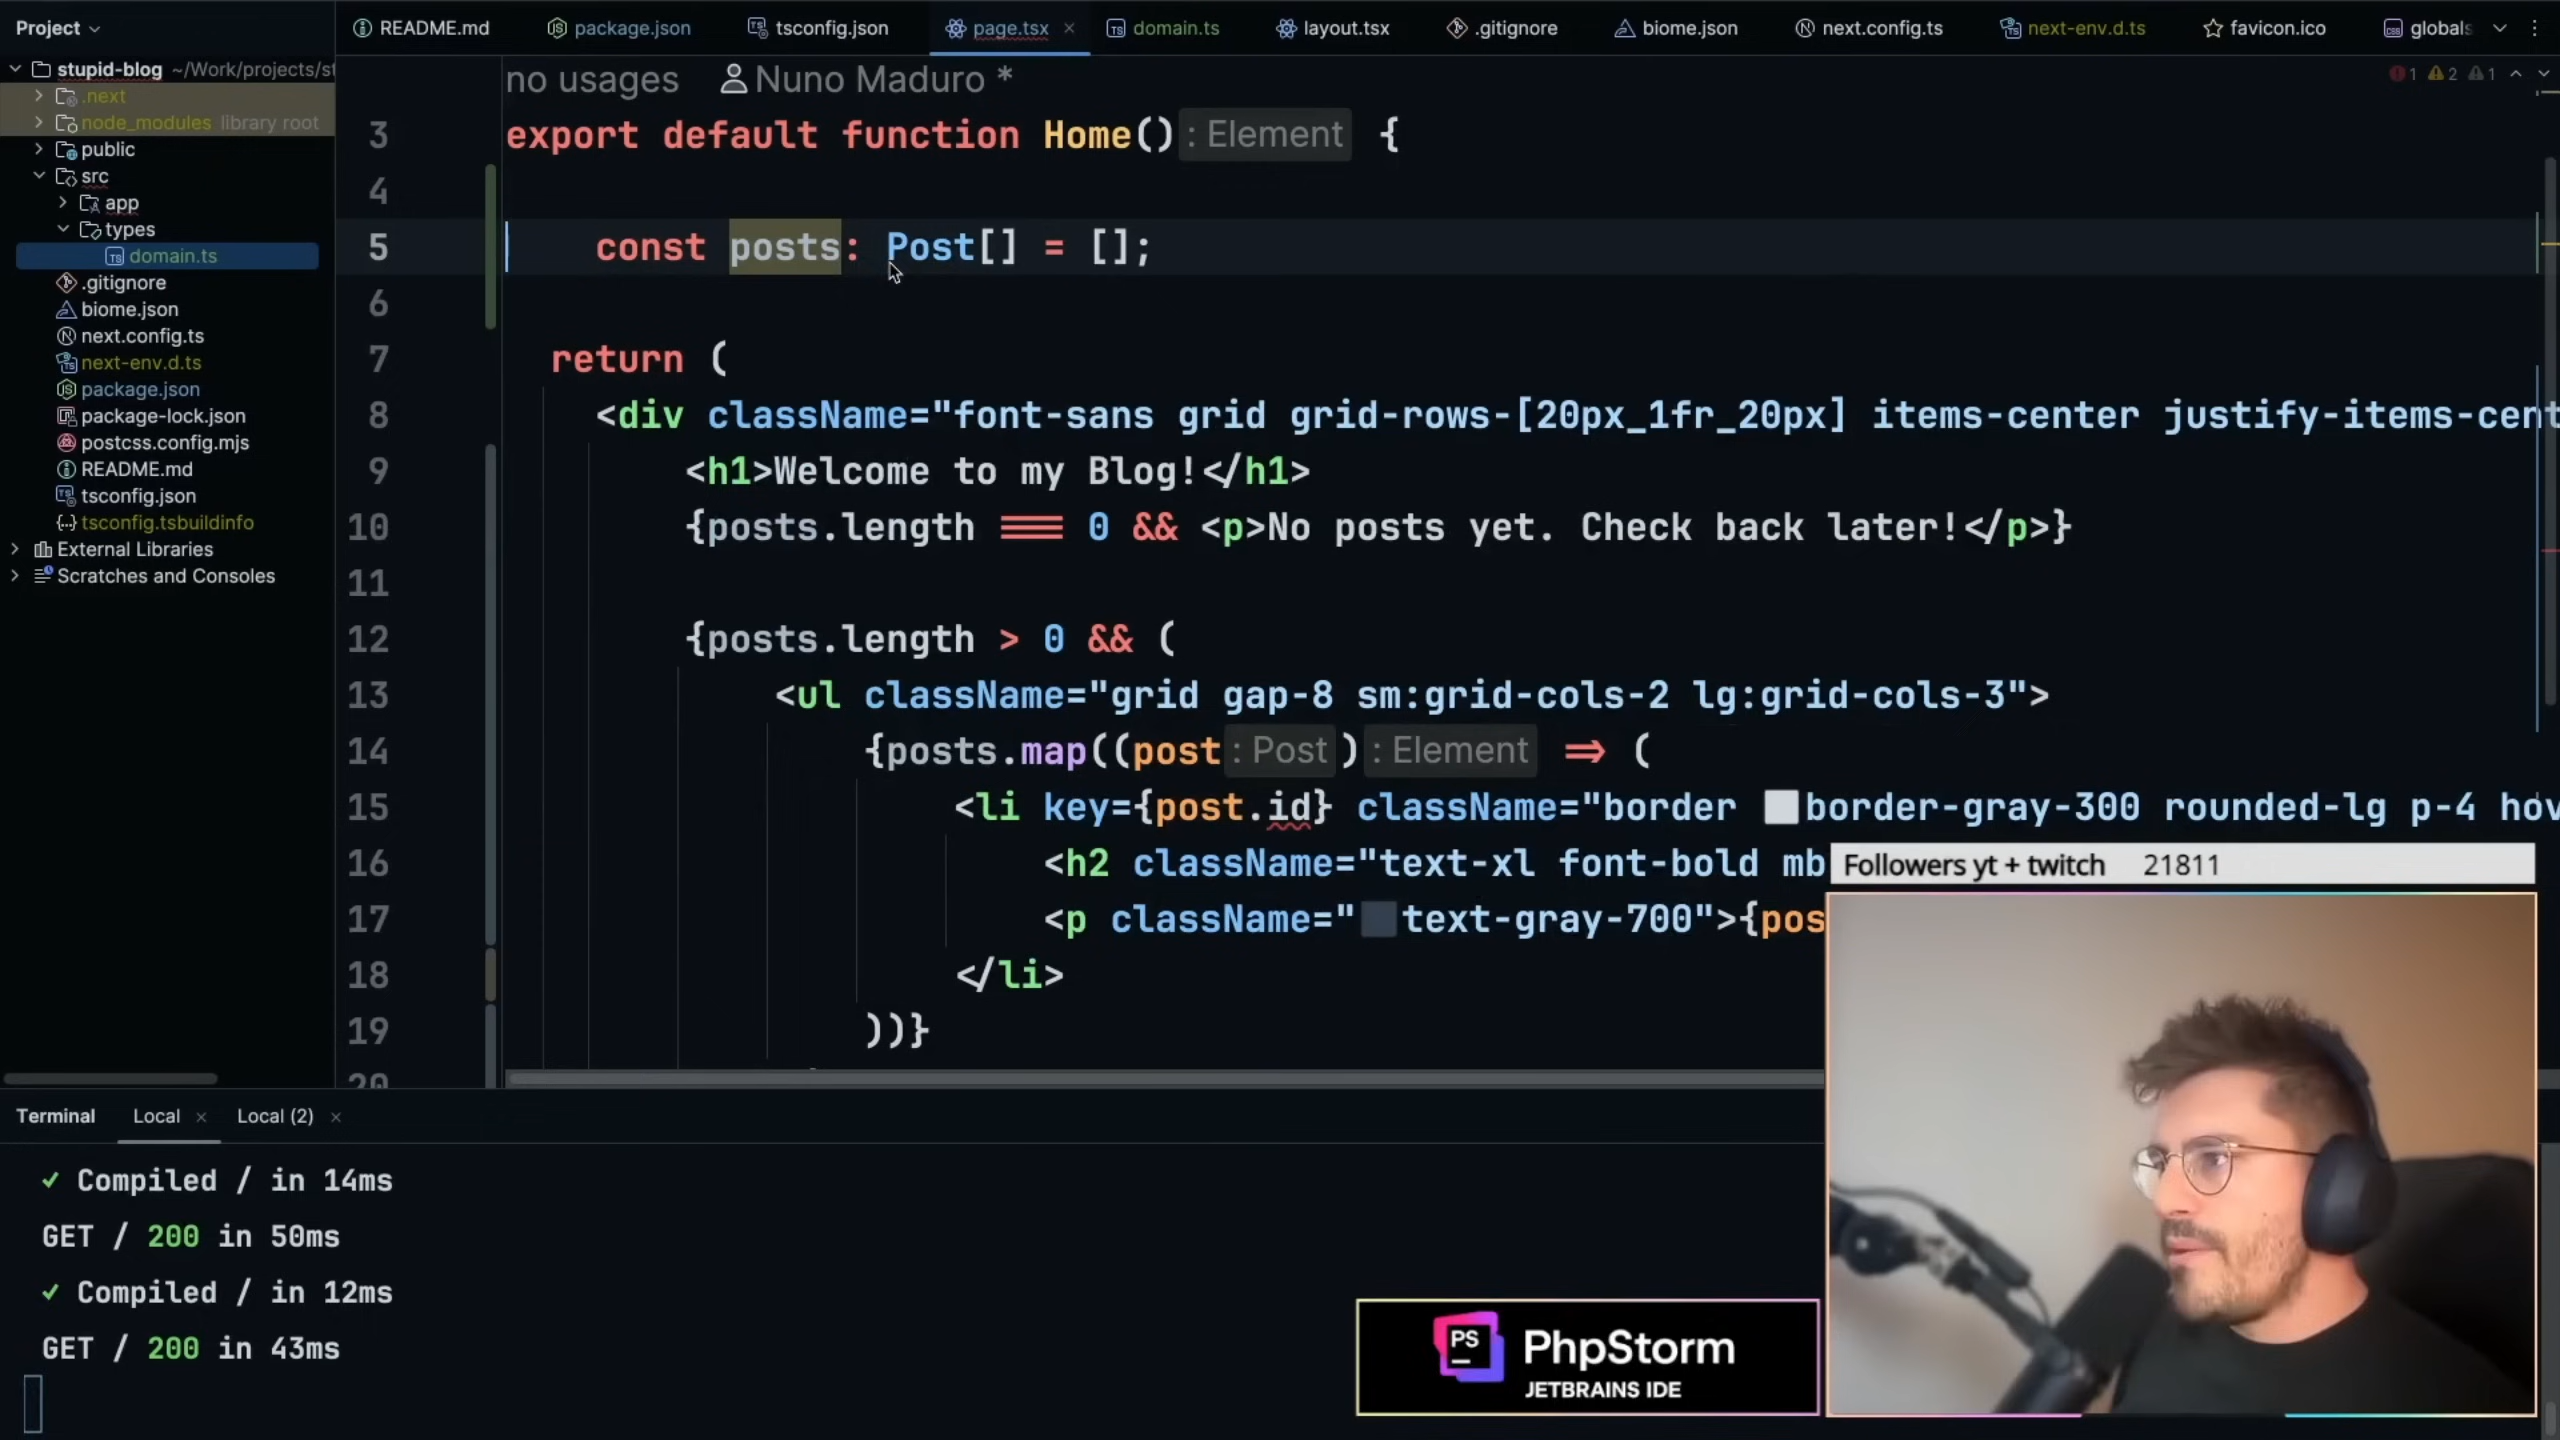 Project
README.md
package.json
tsconfig.json
page.tsx
domain.ts
layout.tsx
.gitignore
biome.json
next.config.ts
next-env.d.ts
favicon.ico
globals
stupid-blog ~/Work/projects/st
.next
node_modules library root
public
src
app
types
domain.ts
.gitignore
biome.json
next.config.ts
next-env.d.ts
package.json
package-lock.json
postcss.config.mjs
README.md
tsconfig.json
tsconfig.tsbuildinfo
External Libraries
Scratches and Consoles
1 2 1
no usages Nuno Maduro *
3 export default function Home() : Element {
4
5 const posts: Post[] = [];
6
7 return (
8 <div className="font-sans grid grid-rows-[20px_1fr_20px] items-center justify-items-cent
9 <h1>Welcome to my Blog!</h1>
10 {posts.length === 0 && <p>No posts yet. Check back later!</p>}
11
12 {posts.length > 0 && (
13 <ul className="grid gap-8 sm:grid-cols-2 lg:grid-cols-3">
14 {posts.map((post : Post ) : Element => (
15 <li key={post.id} className="border border-gray-300 rounded-lg p-4 hov
16 <h2 className="text-xl font-bold mb
17 <p className="text-gray-700">{pos
18 </li>
19 ))}
20
Followers yt + twitch 21811
Terminal Local Local (2)
✓ Compiled / in 14ms
GET / 200 in 50ms
✓ Compiled / in 12ms
GET / 200 in 43ms
PS
PhpStorm
JETBRAINS IDE